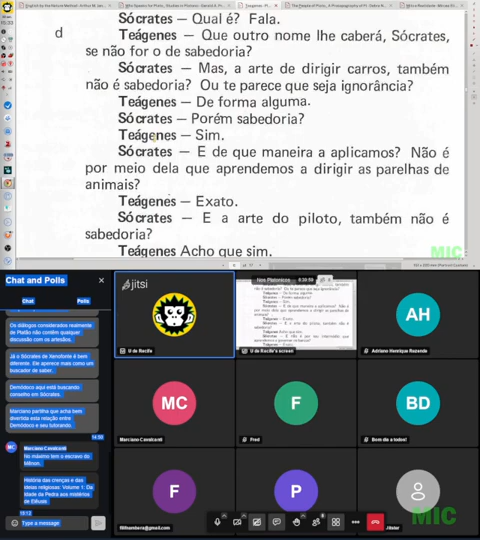 Sócrates — Qual é? Fala.
d
Teágenes — Que outro nome lhe caberá, Sócrates,
se não for o de sabedoria?
Sócrates — Mas, a arte de dirigir carros, também
não é sabedoria? Ou te parece que seja ignorância?
Teágenes — De forma alguma.
Sócrates — Porém sabedoria?
Teágenes — Sim.
Sócrates — E de que maneira a aplicamos? Não é
por meio dela que aprendemos a dirigir as parelhas de
animais?
Teágenes — Exato.
Sócrates — E a arte do piloto, também não é
sabedoria?
Teágenes Acho que sim.
MIC
Chat and Polls
Chat
Polls
Os diálogos considerados realmente
de Platão não contêm qualquer
discussão com os artesãos.
Já o Sócrates de Xenofonte é bem
diferente. Ele aparece mais como um
buscador de saber.
Demódoco aqui está buscando
conselho em Sócrates.
Marciano partilha que acha bem
divertida esta relação entre
Demódoco e seu tutorando.
Marciano Cavalcanti
No máximo tem o escravo do
Mênon.
História das crenças e das
ideias religiosas: Volume 1: Da
Idade da Pedra aos mistérios
de Elêusis
Type a message
jitsi
U de Recife
Nos Platonicos
U de Recife's screen
AH
Adriano Henrique Rezende
MC
Marciano Cavalcanti
F
Fred
BD
Bom dia a todos!
F
P
MIC